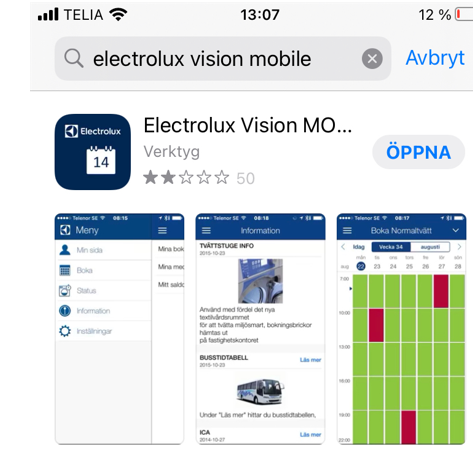 TELIA 13:07 12 %
electrolux vision mobile Avbryt
Electrolux
14
Electrolux Vision MO...
Verktyg
50
ÖPPNA
Telenor SE 08:15
Meny
Min sida
Boka
Status
Information
Inställningar
Mina bok
Mina med
Mitt saldo
Telenor SE 08:16
Information
TVÄTTSTUGE INFO
2015-10-23
Använd med fördel det nya
textilvårdsrummet
för att tvätta miljösmart, bokningsbrickor
hämtas ut
på fastighetskontoret
BUSSTIDTABELL
2015-10-23
Läs mer
Under "Läs mer" hittar du busstidtabellen,
ICA
2014-10-27
Läs mer
Telenor SE 08:17
Boka Normaltvätt
Idag Vecka 34 augusti
mån tis ons tors fre lör sön
aug 22 23 24 25 26 27 28
7:00
10:00
13:00
16:00
19:00
22:00